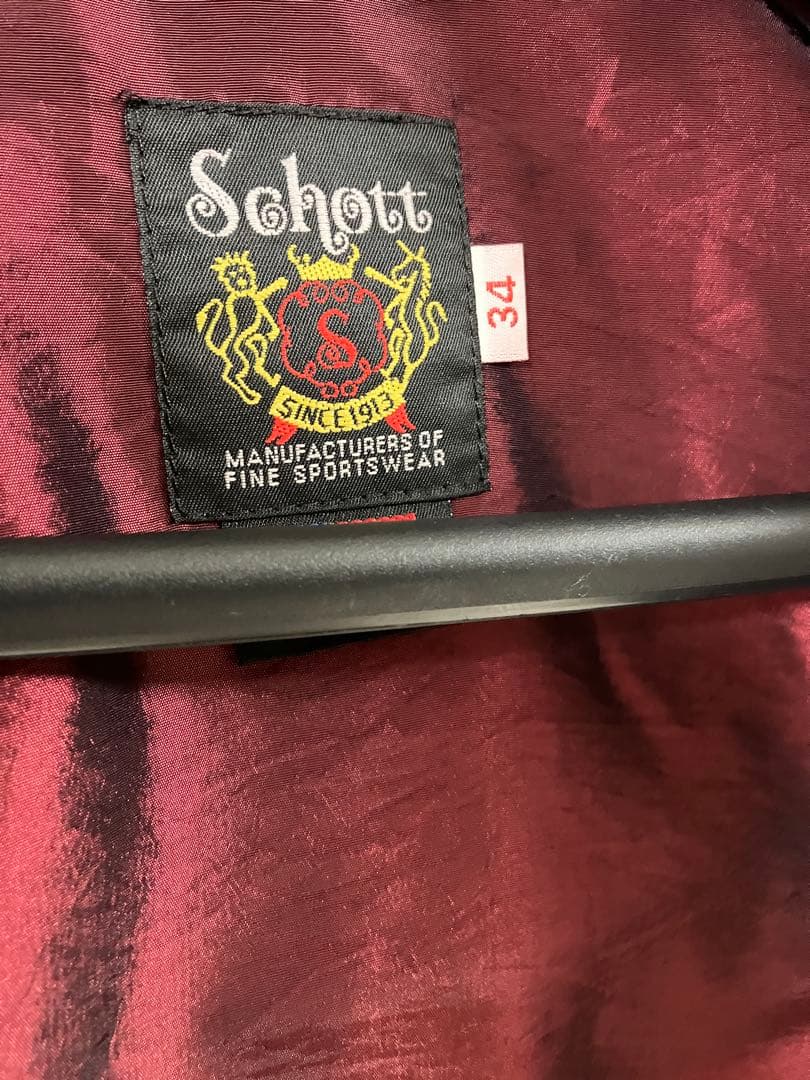 Schott
S
SINCE 1913
MANUFACTURERS OF
FINE SPORTSWEAR
34